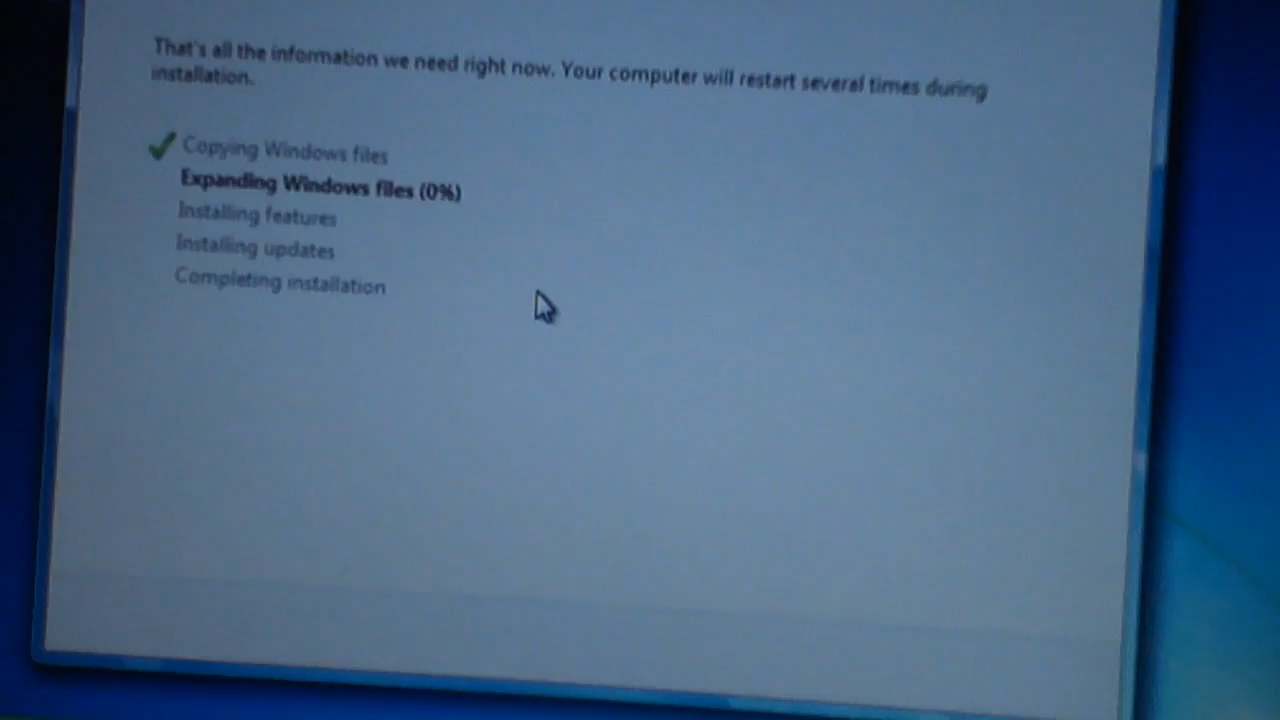 That's all the information we need right now. Your computer will restart several times during
installation.
Copying Windows files
Expanding Windows files (0%)
Installing features
Installing updates
Completing installation